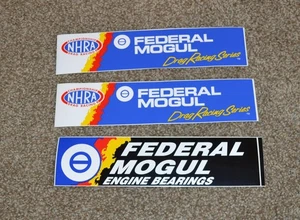 NHRA
FEDERAL
MOGUL
Drag Racing Series
NHRA
FEDERAL
MOGUL
Drag Racing Series
FEDERAL
MOGUL
ENGINE BEARINGS